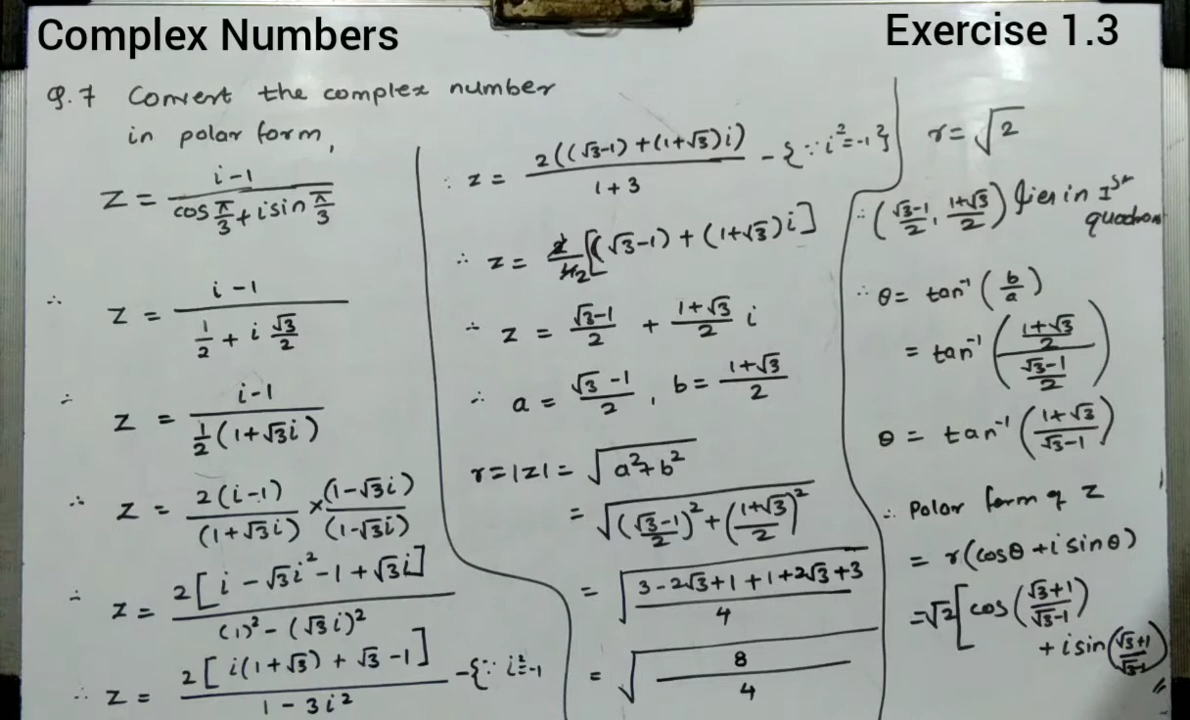 Complex Numbers
Exercise 1.3
Q.7 Convert the complex number
in polar form,
Z = (i-1)/(cos π/3 + i sin π/3)
∴ Z = (i-1)/(1/2 + i √3/2)
∴ Z = (i-1)/(1/2 (1+√3i))
∴ Z = 2(i-1)/(1+√3i) × (1-√3i)/(1-√3i)
∴ Z = 2[i - √3i² - 1 + √3i]/((1)² - (√3i)²)
∴ Z = 2[i(1+√3) + √3 - 1]/(1 - 3i²) - {∵ i²=-1
∴ Z = 2((√3-1) + (1+√3)i)/(1+3) - {∵ i²=-1}
∴ Z = 2/4 2 [(√3-1) + (1+√3)i]
∴ Z = (√3-1)/2 + (1+√3)/2 i
∴ a = (√3-1)/2, b = (1+√3)/2
r = |z| = √(a²+b²)
= √(((√3-1)/2)² + ((1+√3)/2)²)
= √((3-2√3+1+1+2√3+3)/4)
= √(8/4)
r = √2
∴ ((√3-1)/2, (1+√3)/2) lies in Ist
∴ θ = tan⁻¹(b/a)
= tan⁻¹(((1+√3)/2)/((√3-1)/2))
θ = tan⁻¹((1+√3)/(√3-1))
∴ Polar form of Z
= r(cosθ + i sinθ)
= √2[cos((√3+1)/(√3-1))
+ i sin((√3+1)/(√3-1))